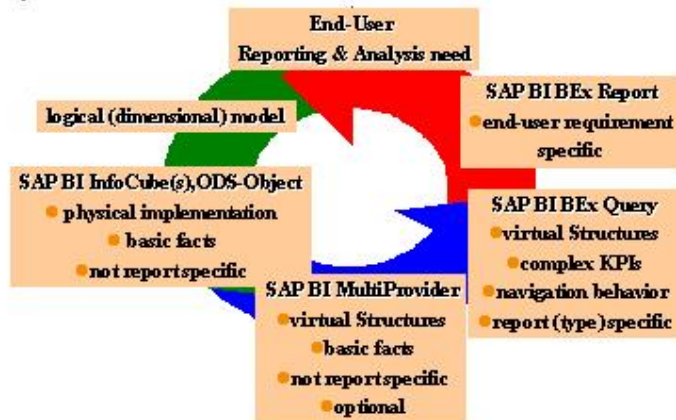 End-User
Reporting & Analysis need
SAP BI BEx Report
● end-user requirement
specific
logical (dimensional) model
SAP BI InfoCube(s),ODS-Object
● physical implementation
● basic facts
● not report specific
SAP BI BEx Query
● virtual Structures
● complex KPIs
● navigation behavior
● report (type) specific
SAP BI MultiProvider
● virtual Structures
● basic facts
● not report specific
● optional